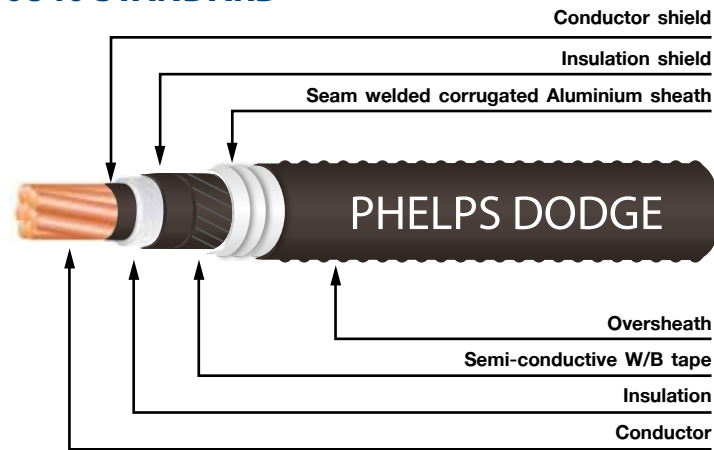 Conductor shield
Insulation shield
Seam welded corrugated Aluminium sheath
PHELPS DODGE
Oversheath
Semi-conductive W/B tape
Insulation
Conductor